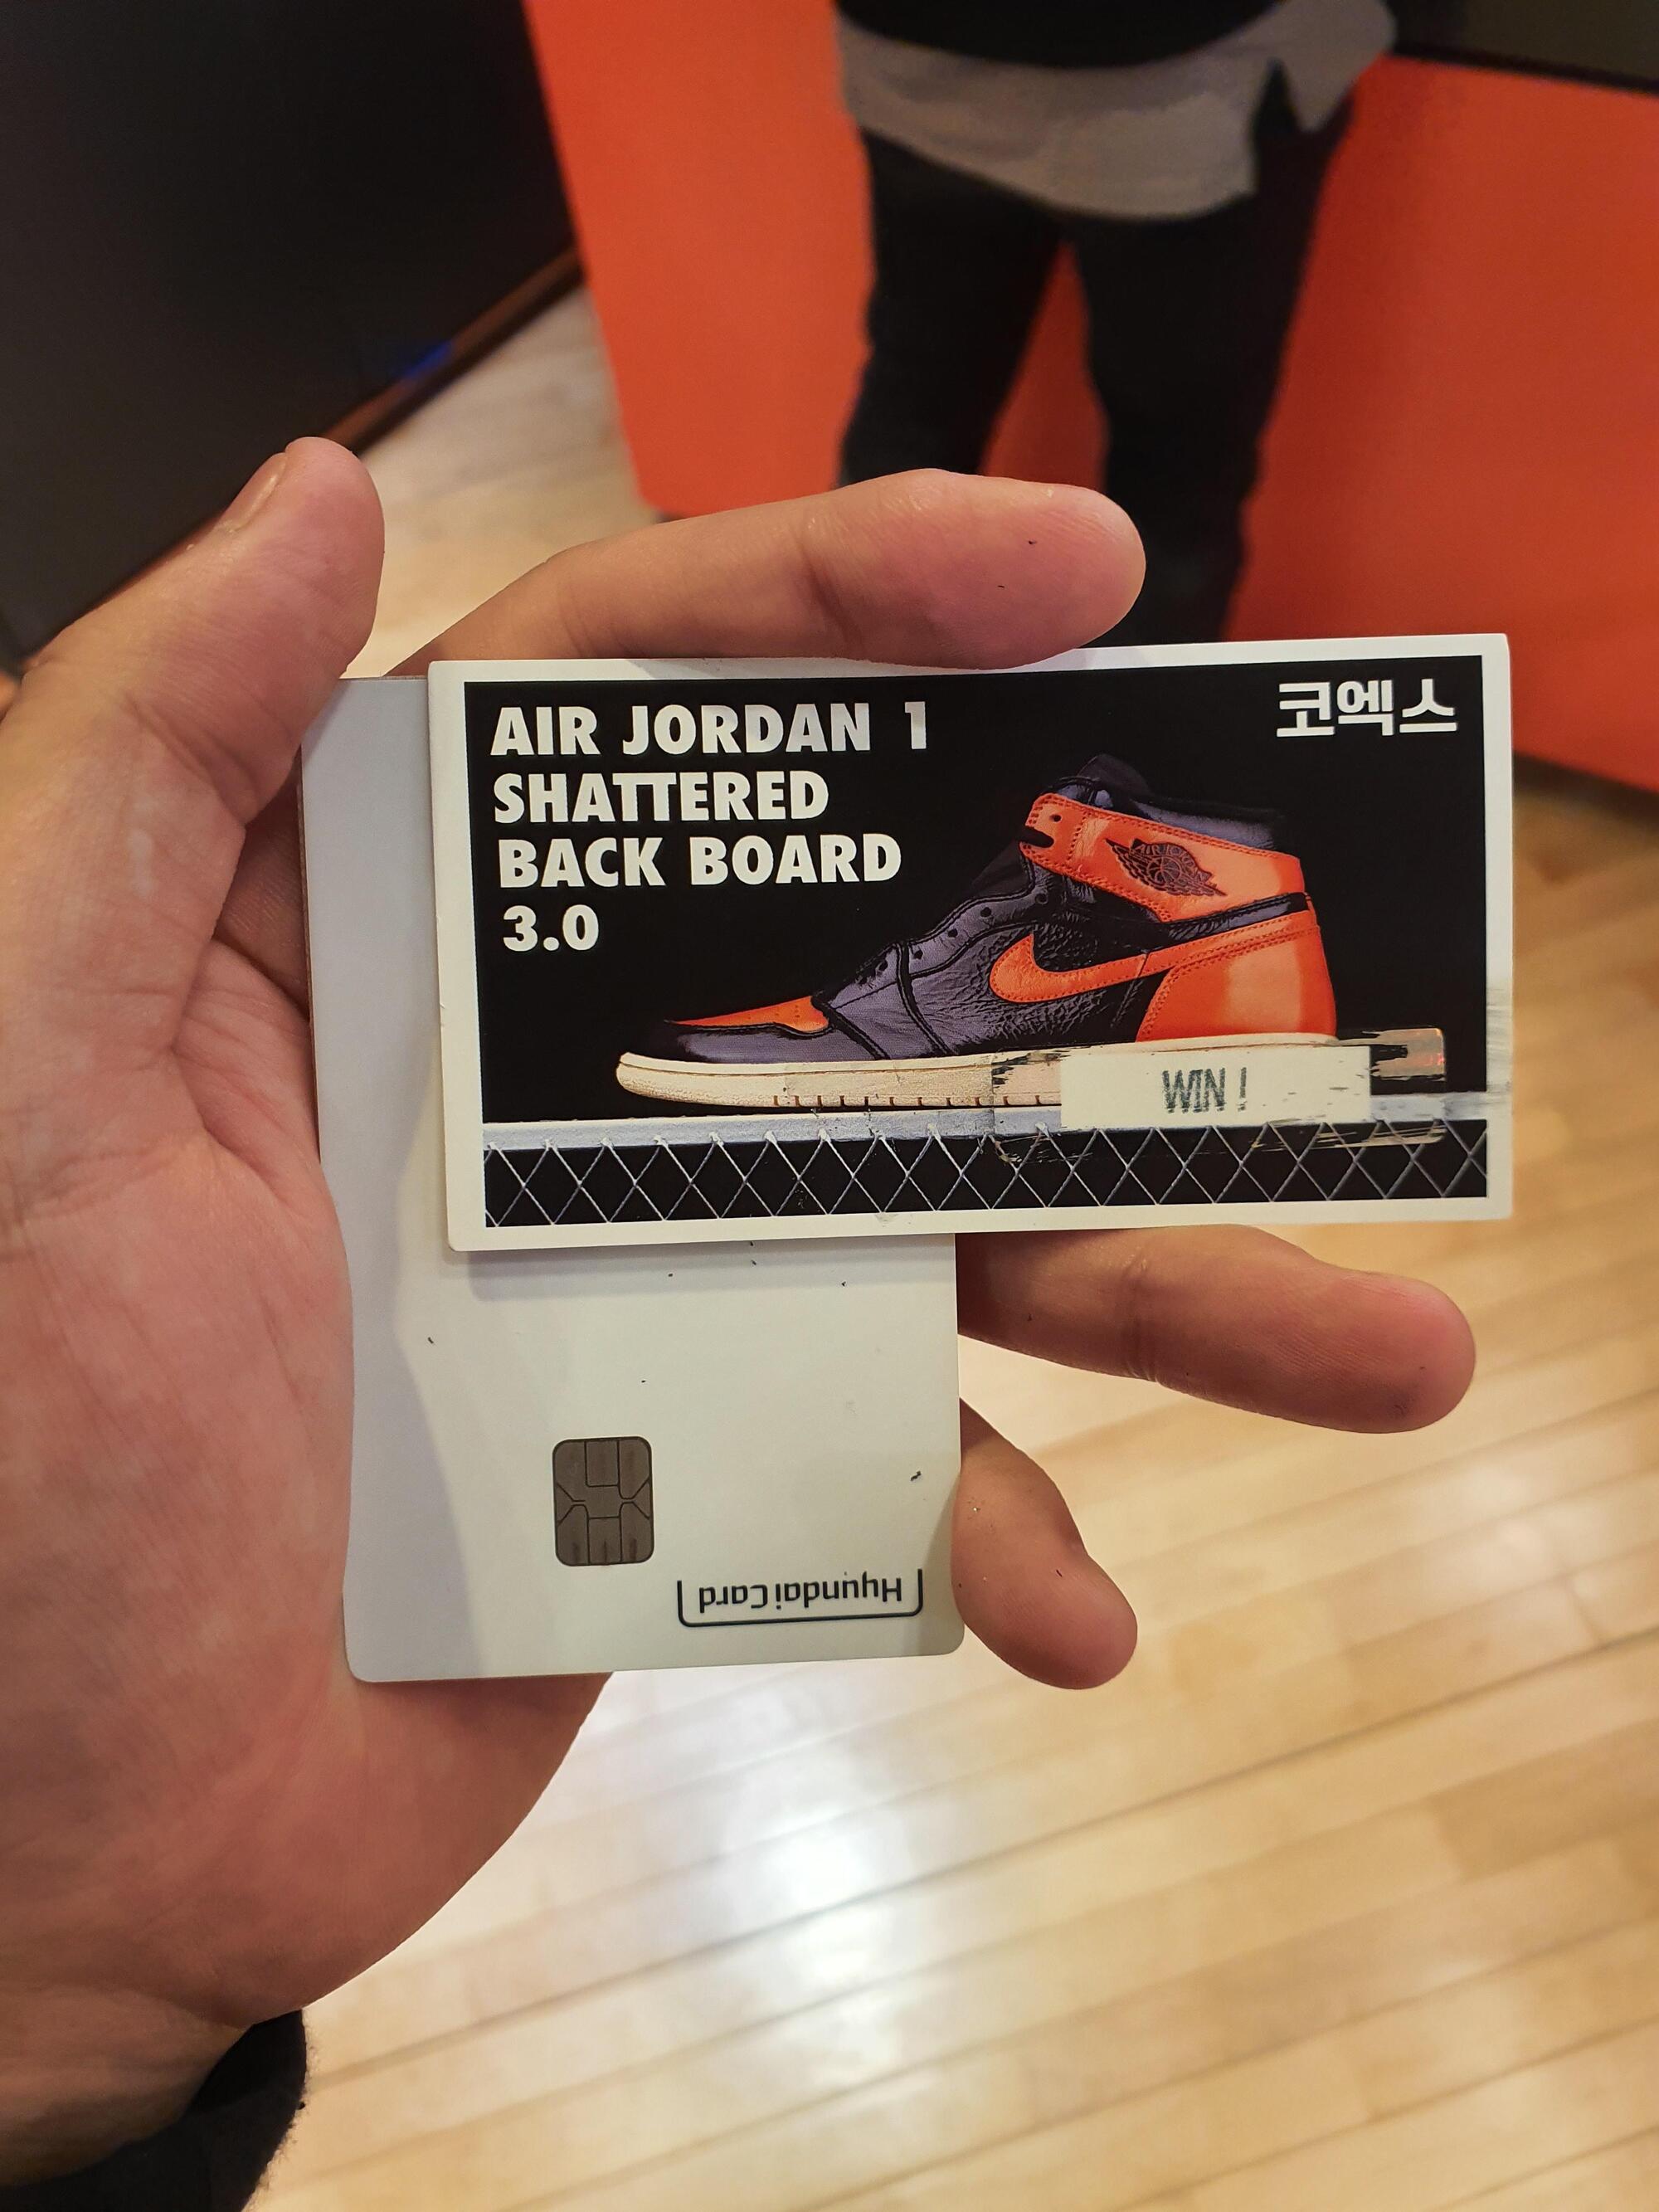 AIR JORDAN 1
SHATTERED
BACK BOARD
3.0
코엑스
WIN !
HyundaiCard